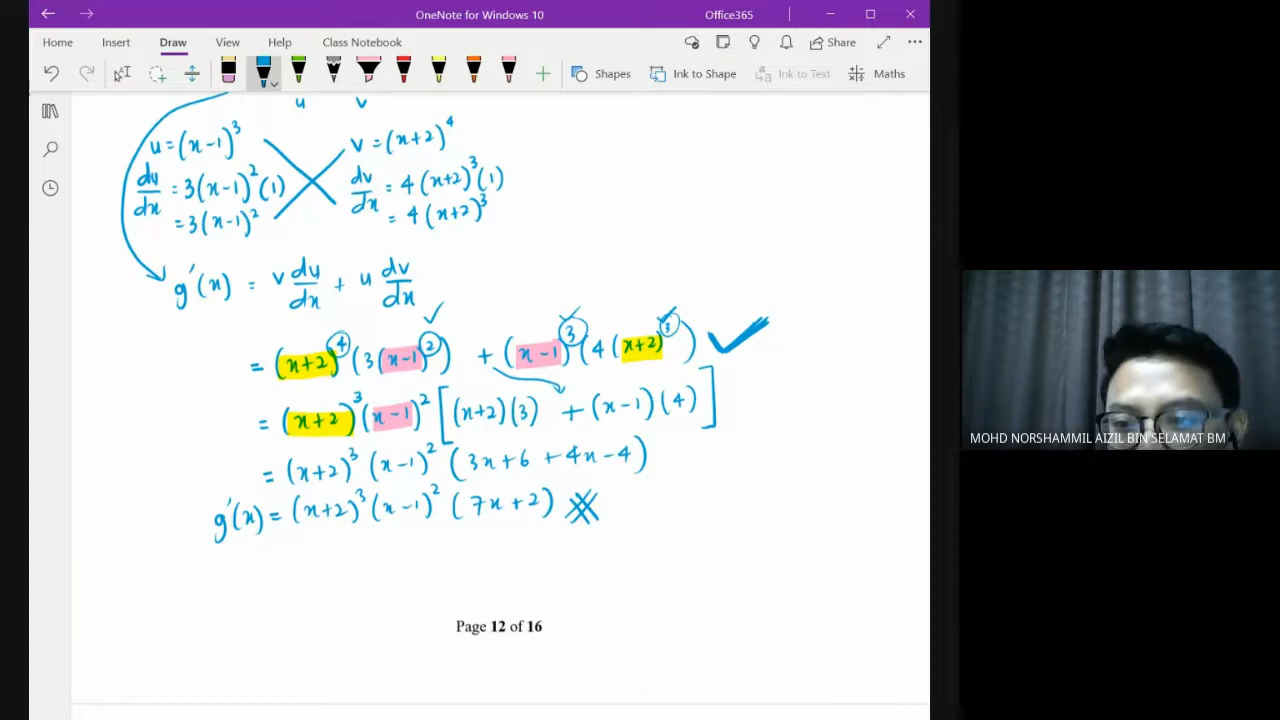 OneNote for Windows 10
Office365
Home Insert Draw View Help Class Notebook
Share
Shapes Ink to Shape Ink to Text Maths
u v
u = (x-1)^3 v = (x+2)^4
du/dx = 3(x-1)^2(1) dv/dx = 4(x+2)^3(1)
= 3(x-1)^2 = 4(x+2)^3
g'(x) = v du/dx + u dv/dx
= (x+2)^4 (3(x-1)^2) + (x-1)^3 (4(x+2)^3)
= (x+2)^3 (x-1)^2 [(x+2)(3) + (x-1)(4)]
= (x+2)^3 (x-1)^2 (3x+6+4x-4)
g'(x) = (x+2)^3 (x-1)^2 (7x+2)
Page 12 of 16
MOHD NORSHAMMIL AIZIL BIN SELAMAT BM